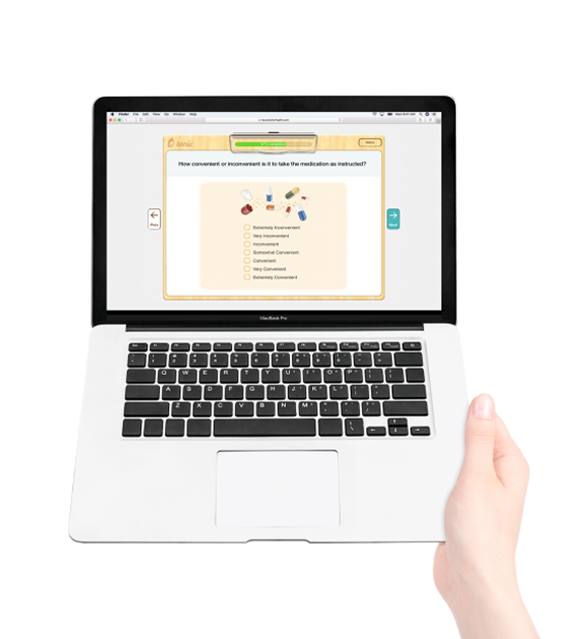 Finder File Edit View Go Window Help
tonic
How convenient or inconvenient is it to take the medication as instructed?
Prev
Next
Extremely Inconvenient
Very Inconvenient
Inconvenient
Somewhat Convenient
Convenient
Very Convenient
Extremely Convenient
MacBook Pro
Q W E R T Y U I O P
A S D F G H J K L
Z X C V B N M